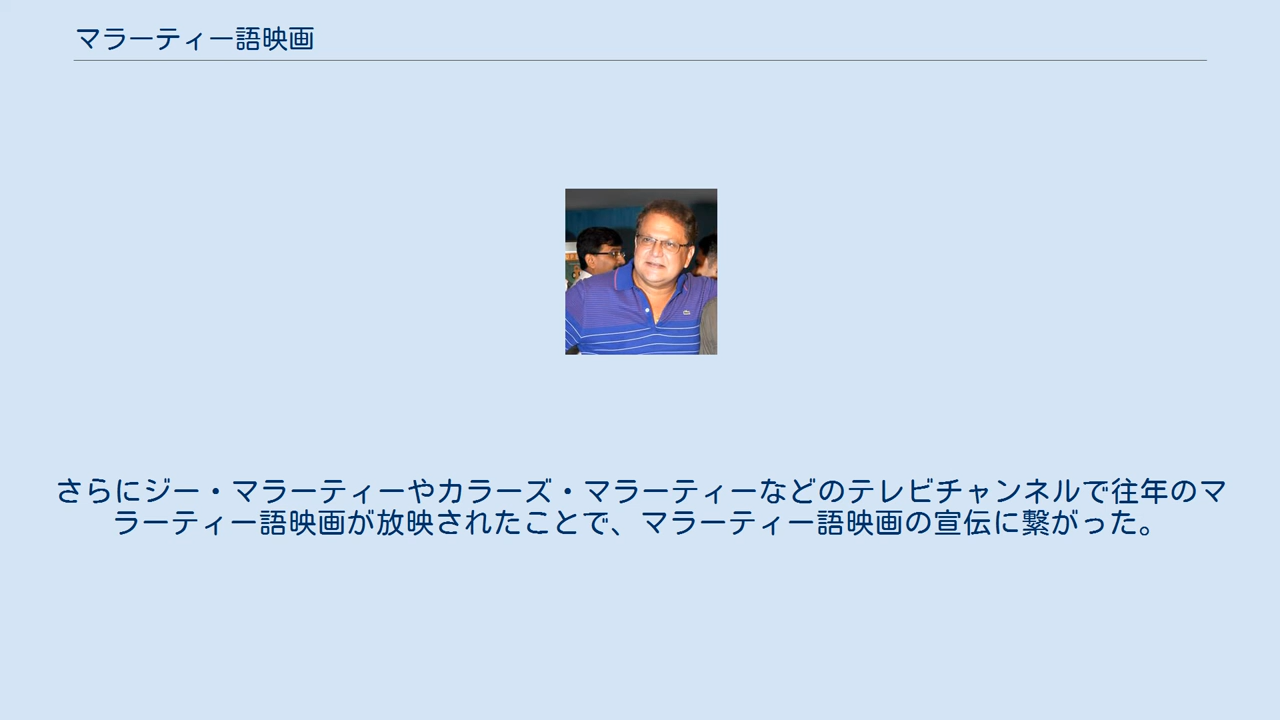 マラーティー語映画
さらにジー・マラーティーやカラーズ・マラーティーなどのテレビチャンネルで往年のマ
ラーティー語映画が放映されたことで、マラーティー語映画の宣伝に繋がった。